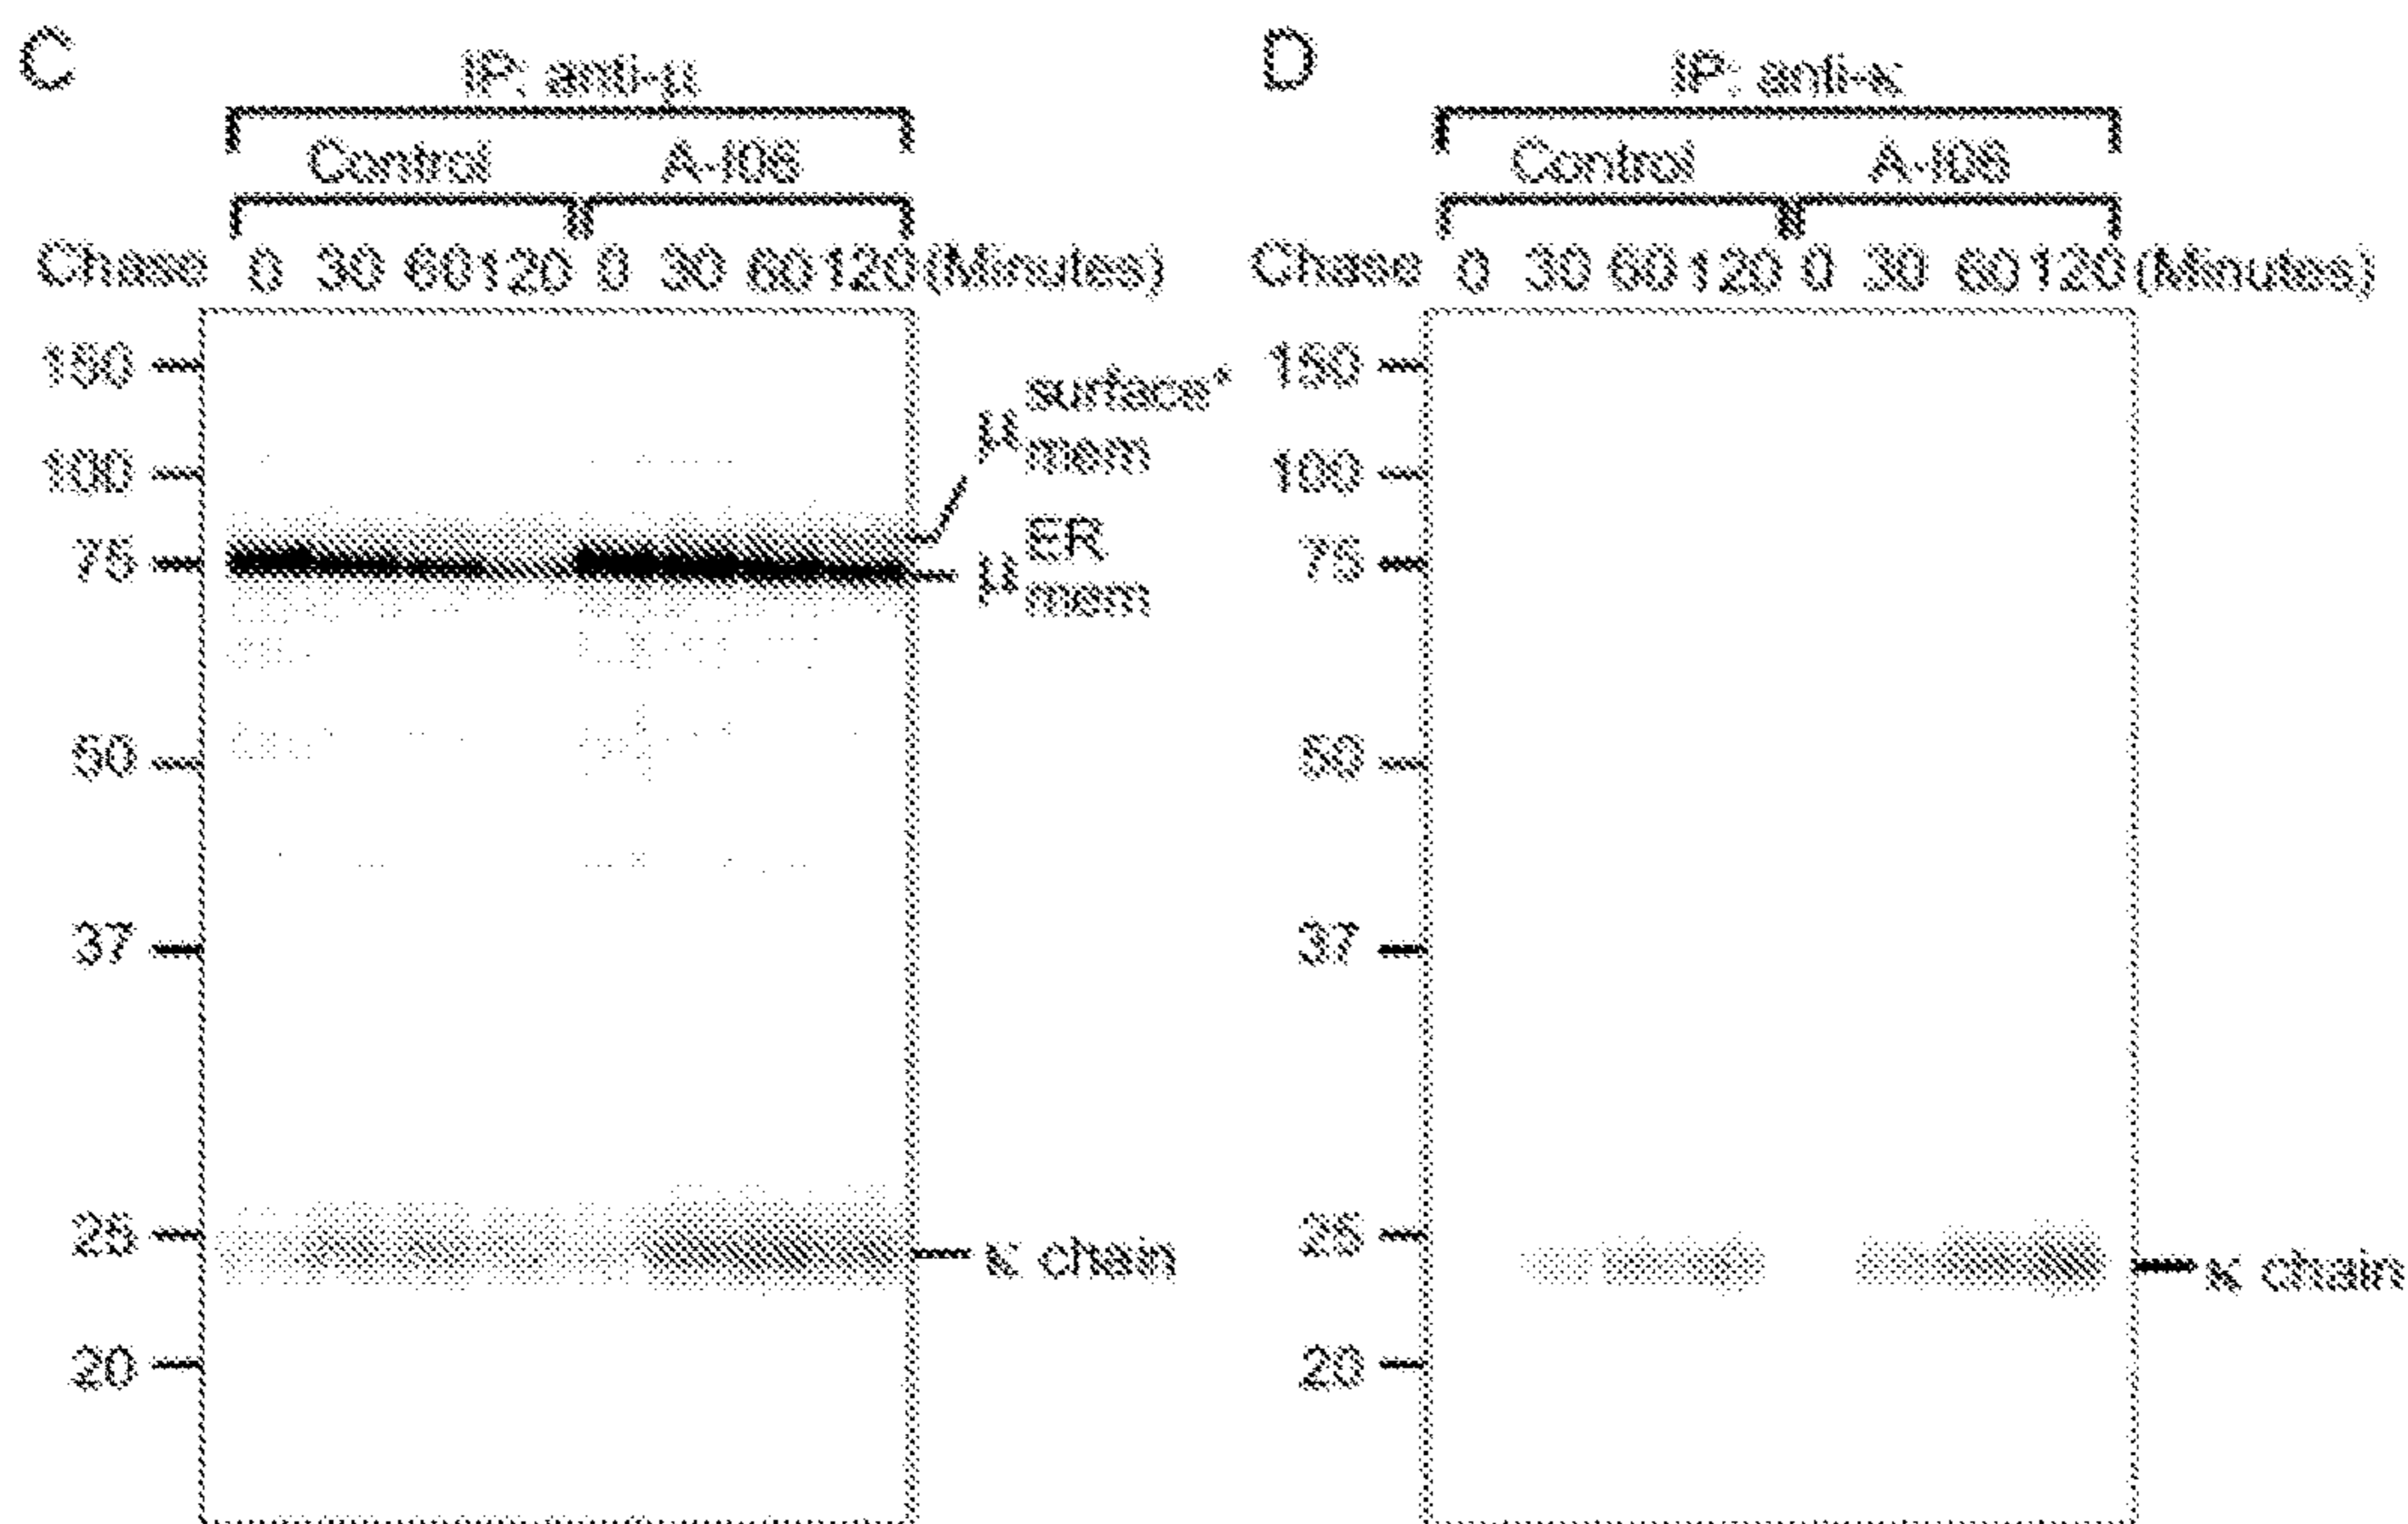 C
IP: anti-μ
Control A-I06
Chase 0 30 60 120 0 30 60 120 (Minutes)
150
100
75
50
37
25
20
μ surface* mem
μ ER mem
κ chain
D
IP: anti-κ
Control A-I06
Chase 0 30 60 120 0 30 60 120 (Minutes)
150
100
75
50
37
25
20
κ chain